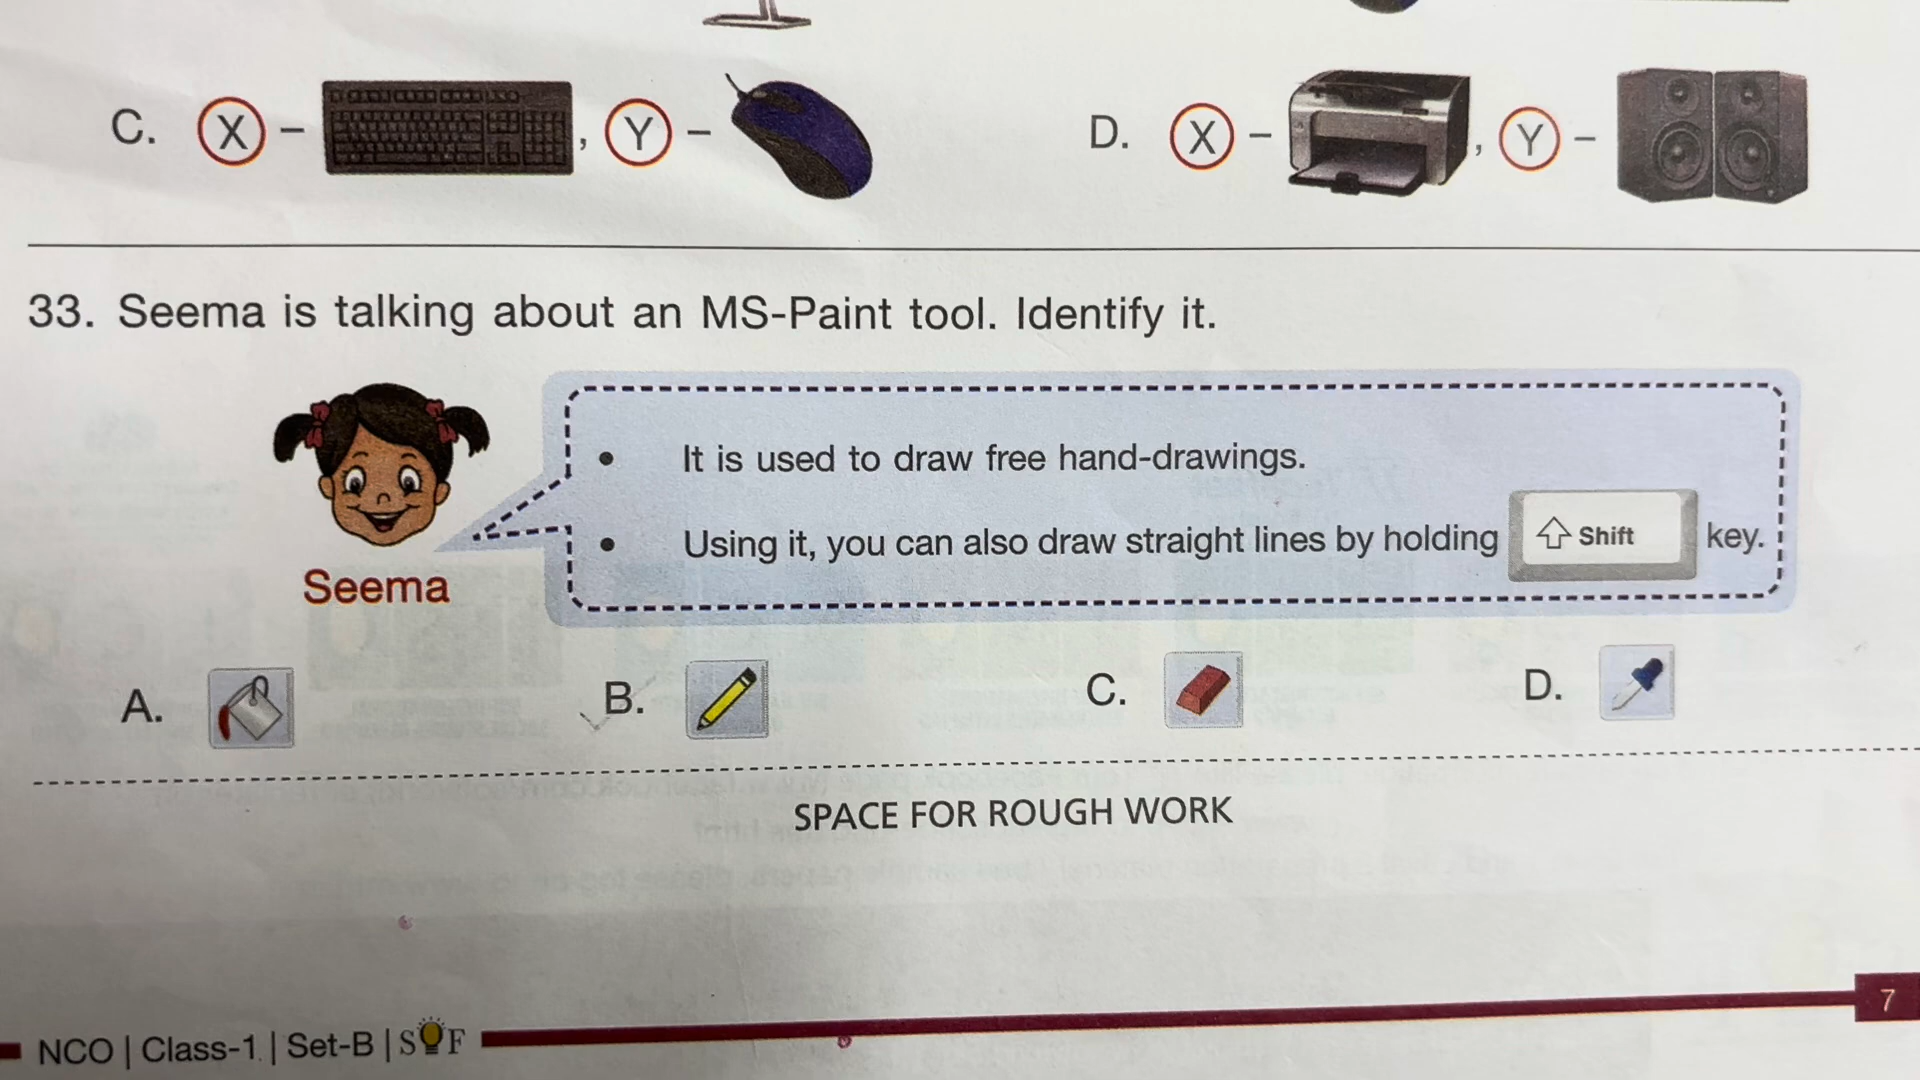 C. X – , Y –
D. X – , Y –
33. Seema is talking about an MS-Paint tool. Identify it.
• It is used to draw free hand-drawings.
• Using it, you can also draw straight lines by holding Shift key.
Seema
A.
B.
C.
D.
SPACE FOR ROUGH WORK
7
NCO | Class-1 | Set-B | SOF